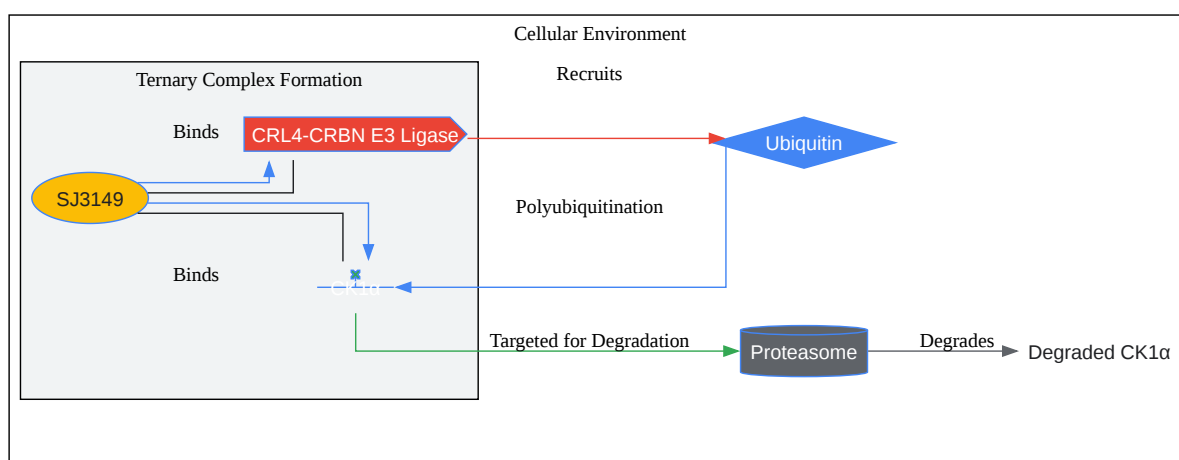 Cellular Environment
Recruits
Ternary Complex Formation
Binds
CRL4-CRBN E3 Ligase
Ubiquitin
SJ3149
Polyubiquitination
Binds
CK1α
Targeted for Degradation
Proteasome
Degrades
Degraded CK1α